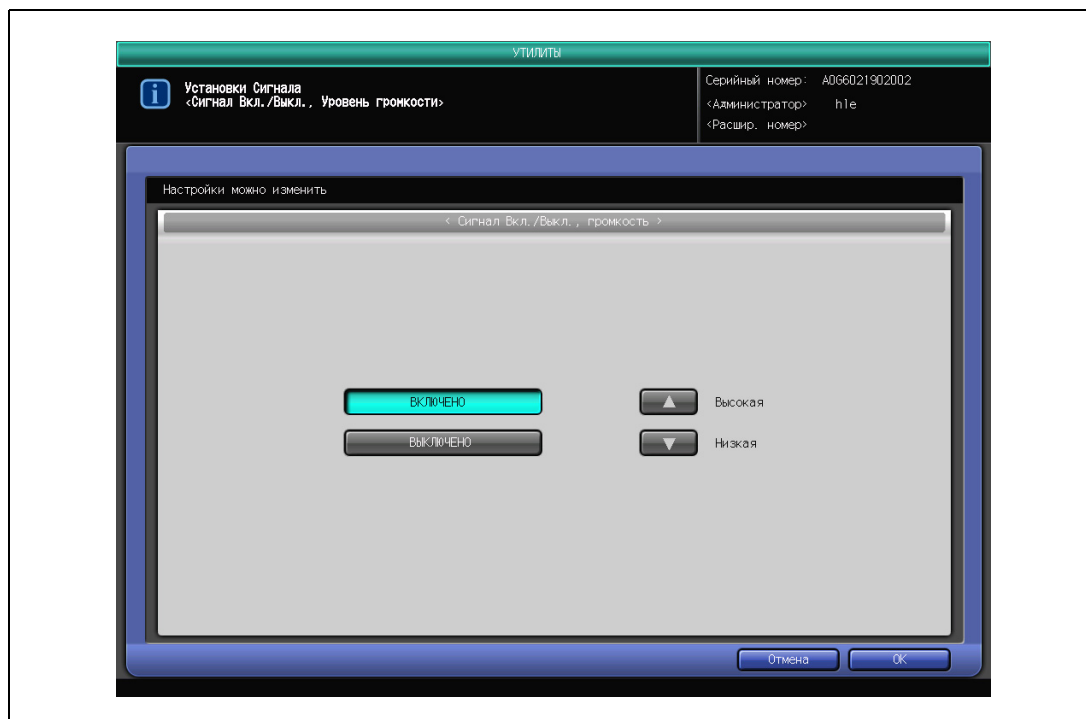 УТИЛИТЫ
Установки Сигнала
<Сигнал Вкл./Выкл., Уровень громкости>
Серийный номер: A0G6021902002
<Администратор> hle
<Расшир. номер>
Настройки можно изменить
< Сигнал Вкл./Выкл., громкость >
ВКЛЮЧЕНО
Высокая
ВЫКЛЮЧЕНО
Низкая
Отмена
OK